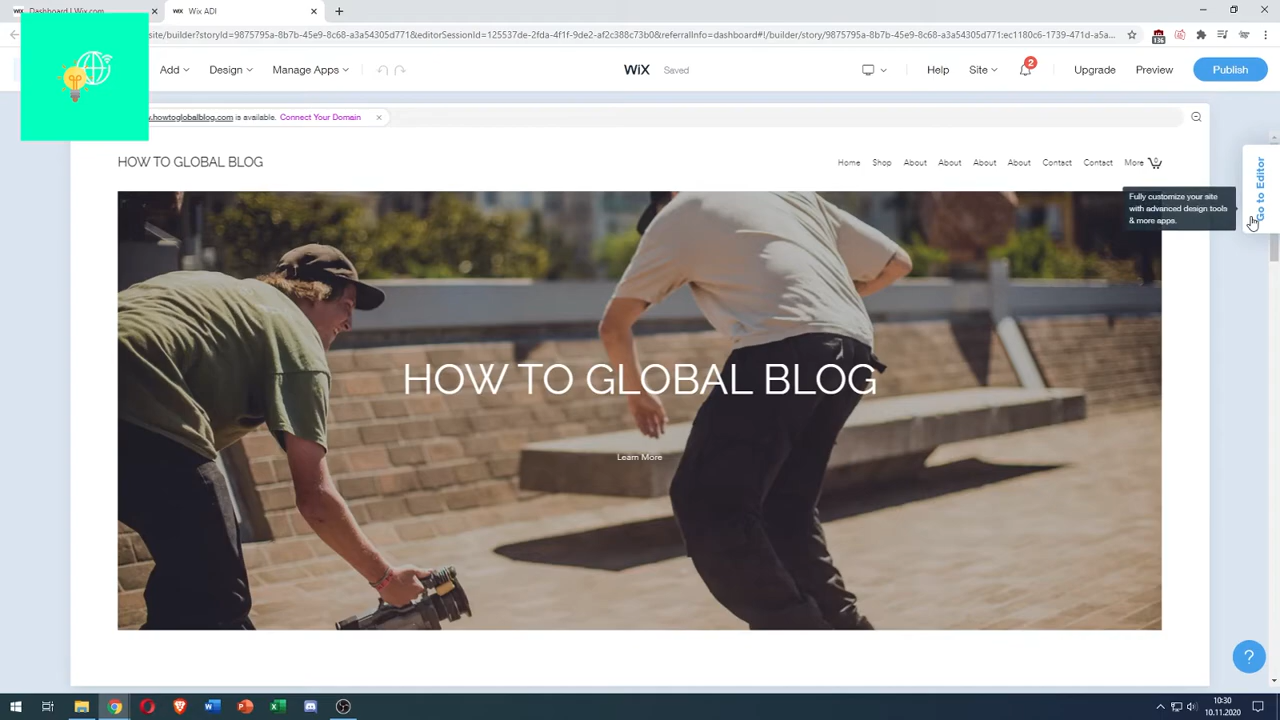 Dashboard | Wix.com
Wix ADI
site/builder?storyId=9875795a-8b7b-45e9-8c68-a3a54305d771&editorSessionId=125537de-2fda-4f1f-9de2-af2c388c73b0&referralInfo=dashboard#!/builder/story/9875795a-8b7b-45e9-8c68-a3a54305d771:ec1180c6-1739-471d-a5...
136
Add
Design
Manage Apps
WiX
Saved
Help
Site
2
Upgrade
Preview
Publish
.howtoglobalblog.com is available. Connect Your Domain
HOW TO GLOBAL BLOG
Home Shop About About About About Contact Contact More
0
Go to Editor
Fully customize your site
with advanced design tools
& more apps.
HOW TO GLOBAL BLOG
Learn More
?
10:30
10.11.2020